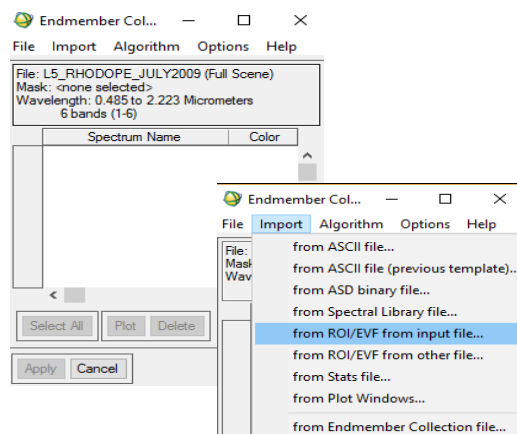 Endmember Col...
File Import Algorithm Options Help
File: L5_RHODOPE_JULY2009 (Full Scene)
Mask: <none selected>
Wavelength: 0.485 to 2.223 Micrometers
6 bands (1-6)
Spectrum Name Color
Select All Plot Delete
Apply Cancel
Endmember Col...
File Import Algorithm Options Help
File:
Mask
Wav
from ASCII file...
from ASCII file (previous template)..
from ASD binary file...
from Spectral Library file...
from ROI/EVF from input file...
from ROI/EVF from other file...
from Stats file...
from Plot Windows...
from Endmember Collection file...